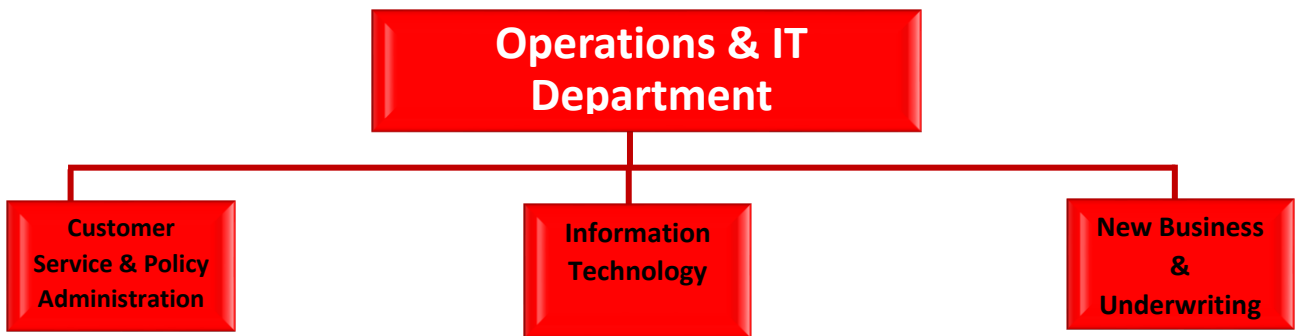 Operations & IT
Department
Customer
Service & Policy
Administration
Information
Technology
New Business
&
Underwriting